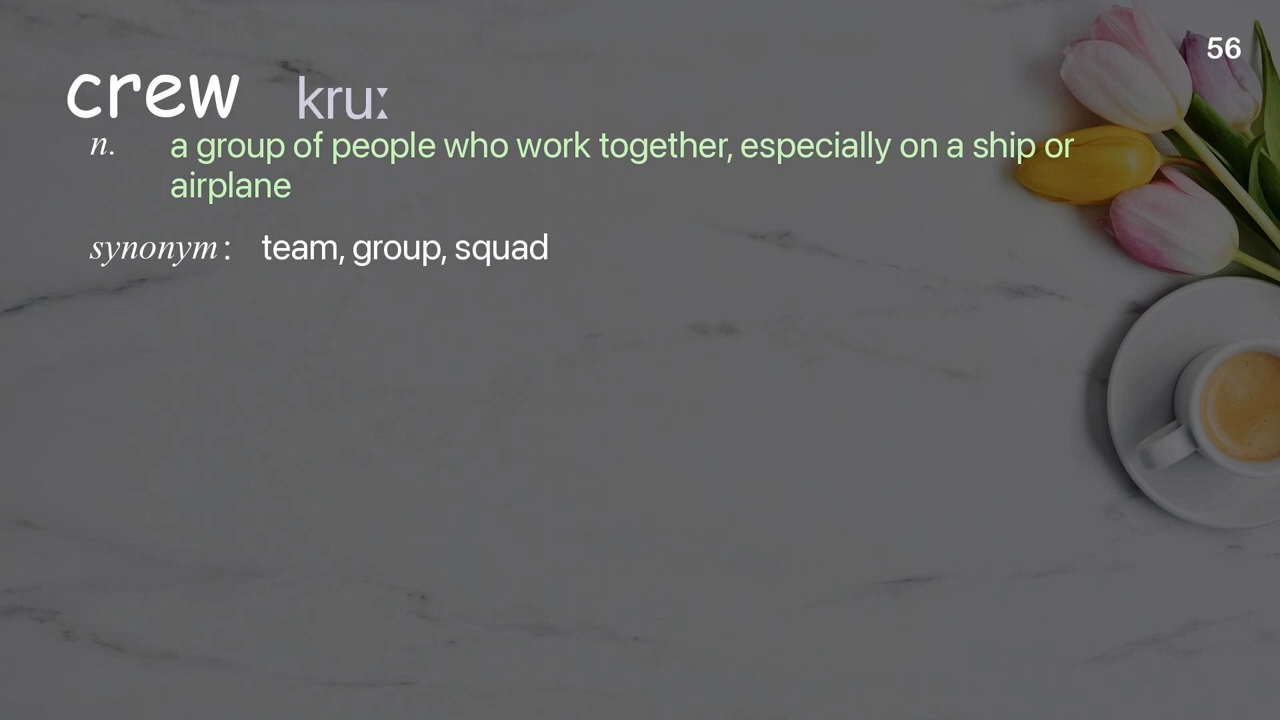 56
crew kruː
n. a group of people who work together, especially on a ship or
airplane
synonym: team, group, squad